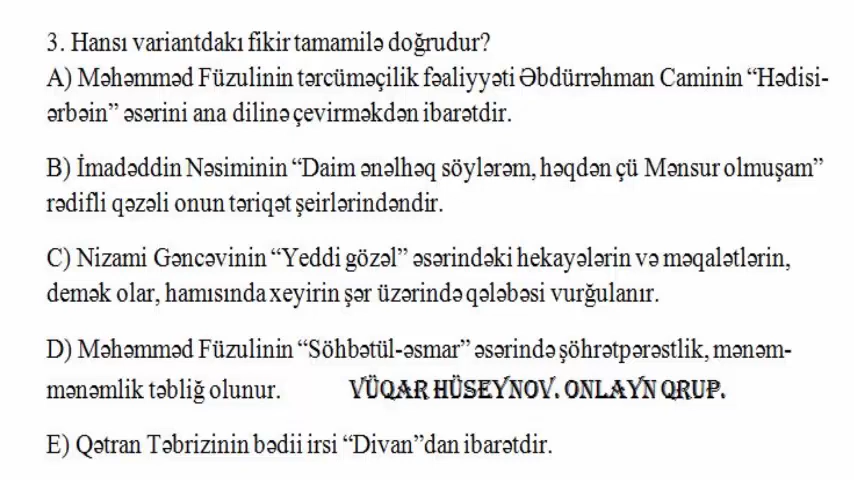 3. Hansı variantdakı fikir tamamilə doğrudur?
A) Məhəmməd Füzulinin tərcüməçilik fəaliyyəti Əbdürrəhman Caminin “Hədisi-
ərbəin” əsərini ana dilinə çevirməkdən ibarətdir.
B) İmadəddin Nəsiminin “Daim ənəlhəq söylərəm, həqdən çü Mənsur olmuşam”
rədifli qəzəli onun təriqət şeirlərindəndir.
C) Nizami Gəncəvinin “Yeddi gözəl” əsərindəki hekayələrin və məqalətlərin,
demək olar, hamısında xeyirin şər üzərində qələbəsi vurğulanır.
D) Məhəmməd Füzulinin “Söhbətül-əsmar” əsərində şöhrətpərəstlik, mənəm-
mənəmlik təbliğ olunur. VÜQAR HÜSEYNOV. ONLAYN QRUP.
E) Qətran Təbrizinin bədii irsi “Divan”dan ibarətdir.